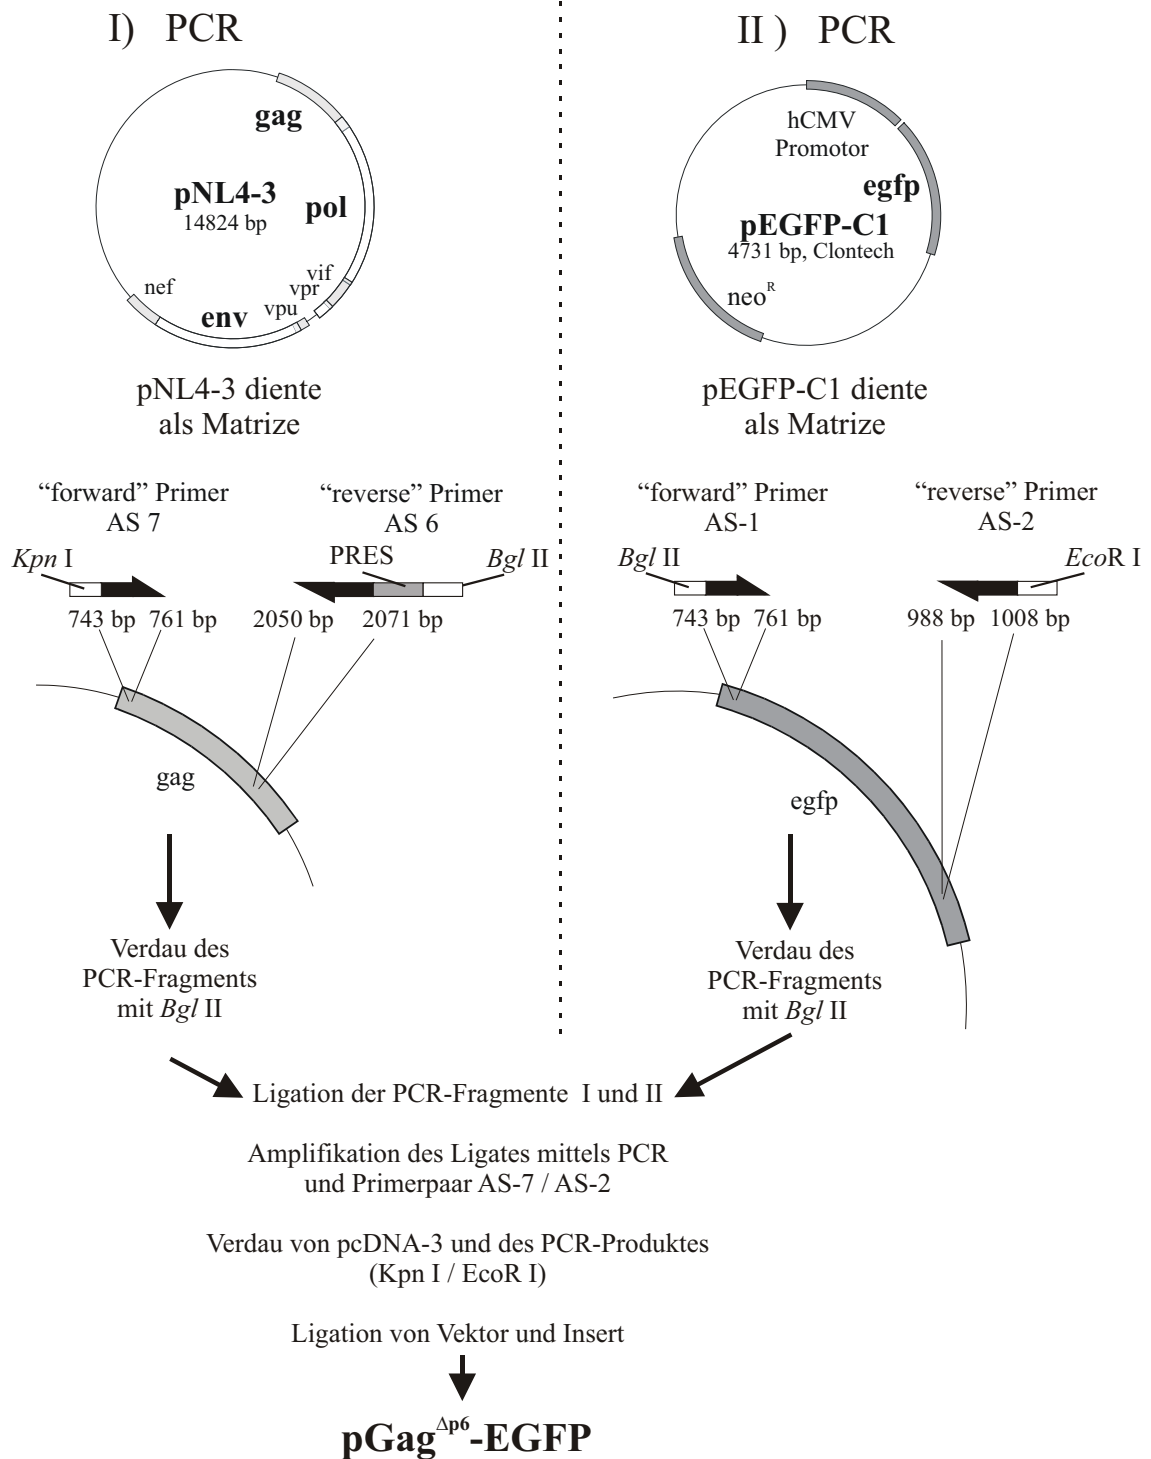 I) PCR
gag
pNL4-3
14824 bp
pol
vif
vpr
vpu
env
nef
pNL4-3 diente
als Matrize
“forward” Primer
AS 7
Kpn I
“reverse” Primer
AS 6
PRES
Bgl II
743 bp 761 bp
2050 bp 2071 bp
gag
Verdau des
PCR-Fragments
mit Bgl II
II ) PCR
hCMV
Promotor
egfp
pEGFP-C1
4731 bp, Clontech
neoᴿ
pEGFP-C1 diente
als Matrize
“forward” Primer
AS-1
Bgl II
“reverse” Primer
AS-2
EcoR I
743 bp 761 bp
988 bp 1008 bp
egfp
Verdau des
PCR-Fragments
mit Bgl II
Ligation der PCR-Fragmente I und II
Amplifikation des Ligates mittels PCR
und Primerpaar AS-7 / AS-2
Verdau von pcDNA-3 und des PCR-Produktes
(Kpn I / EcoR I)
Ligation von Vektor und Insert
pGag^Δp6-EGFP